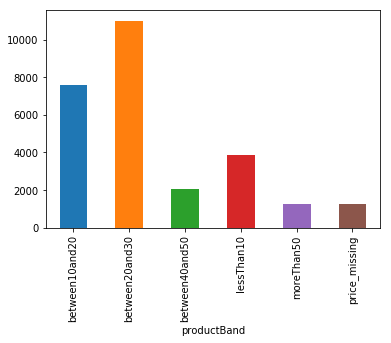 10000
8000
6000
4000
2000
0
between10and20
between20and30
between40and50
lessThan10
moreThan50
price_missing
productBand